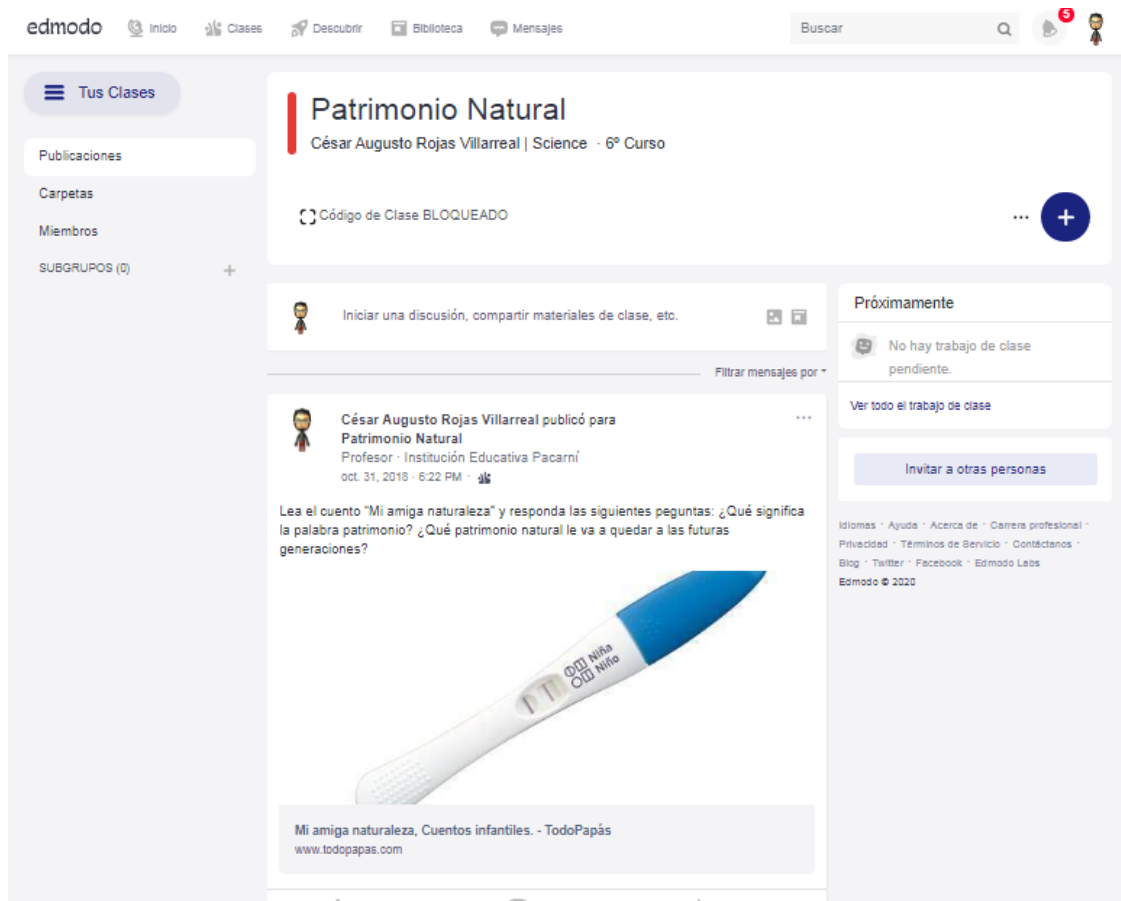 edmodo
Inicio
Clases
Descubrir
Biblioteca
Mensajes
Buscar
5
Tus Clases
Publicaciones
Carpetas
Miembros
SUBGRUPOS (0)
+
Patrimonio Natural
César Augusto Rojas Villarreal | Science · 6º Curso
Código de Clase BLOQUEADO
... +
Iniciar una discusión, compartir materiales de clase, etc.
Filtrar mensajes por
César Augusto Rojas Villarreal publicó para
Patrimonio Natural
Profesor · Institución Educativa Pacarní
oct. 31, 2018 · 6:22 PM ·
...
Lea el cuento “Mi amiga naturaleza” y responda las siguientes peguntas: ¿Qué significa
la palabra patrimonio? ¿Qué patrimonio natural le va a quedar a las futuras
generaciones?
Niña
Niño
Mi amiga naturaleza, Cuentos infantiles. - TodoPapás
www.todopapas.com
Próximamente
No hay trabajo de clase
pendiente.
Ver todo el trabajo de clase
Invitar a otras personas
Idiomas · Ayuda · Acerca de · Carrera profesional ·
Privacidad · Términos de Servicio · Contáctanos ·
Blog · Twitter · Facebook · Edmodo Labs
Edmodo © 2020